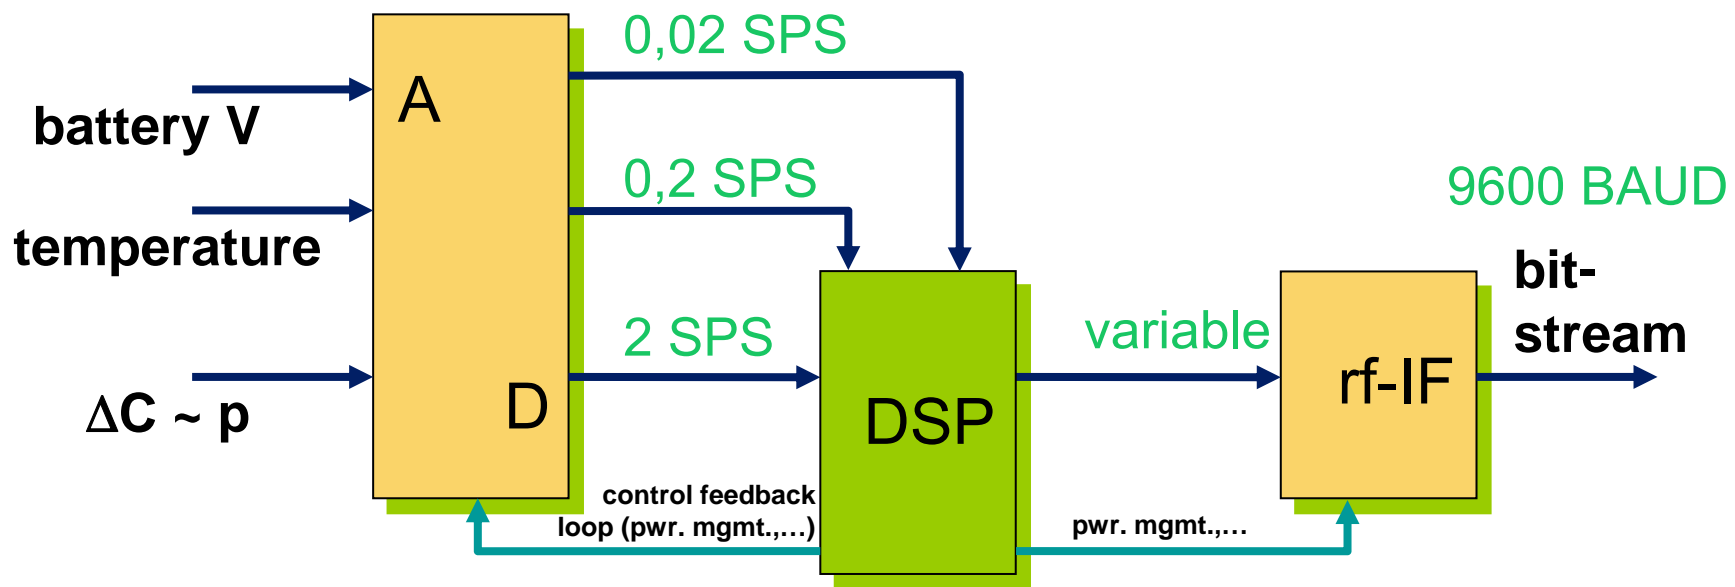 0,02 SPS
A
battery V
0,2 SPS
9600 BAUD
temperature
bit-
stream
2 SPS
variable
rf-IF
D
DSP
ΔC ~ p
control feedback
loop (pwr. mgmt.,…)
pwr. mgmt.,…